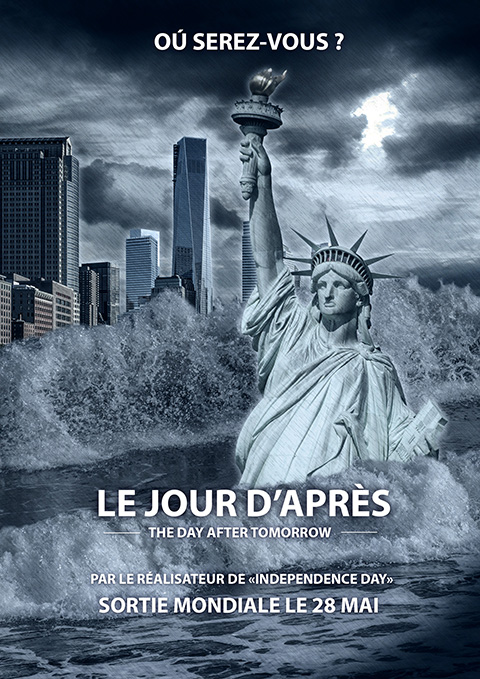 OÚ SEREZ-VOUS ?
LE JOUR D'APRÈS
THE DAY AFTER TOMORROW
PAR LE RÉALISATEUR DE «INDEPENDENCE DAY»
SORTIE MONDIALE LE 28 MAI